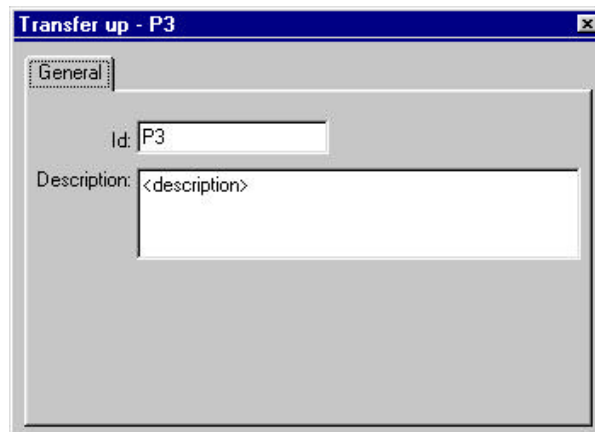 Transfer up - P3
General
Id: P3
Description: <description>